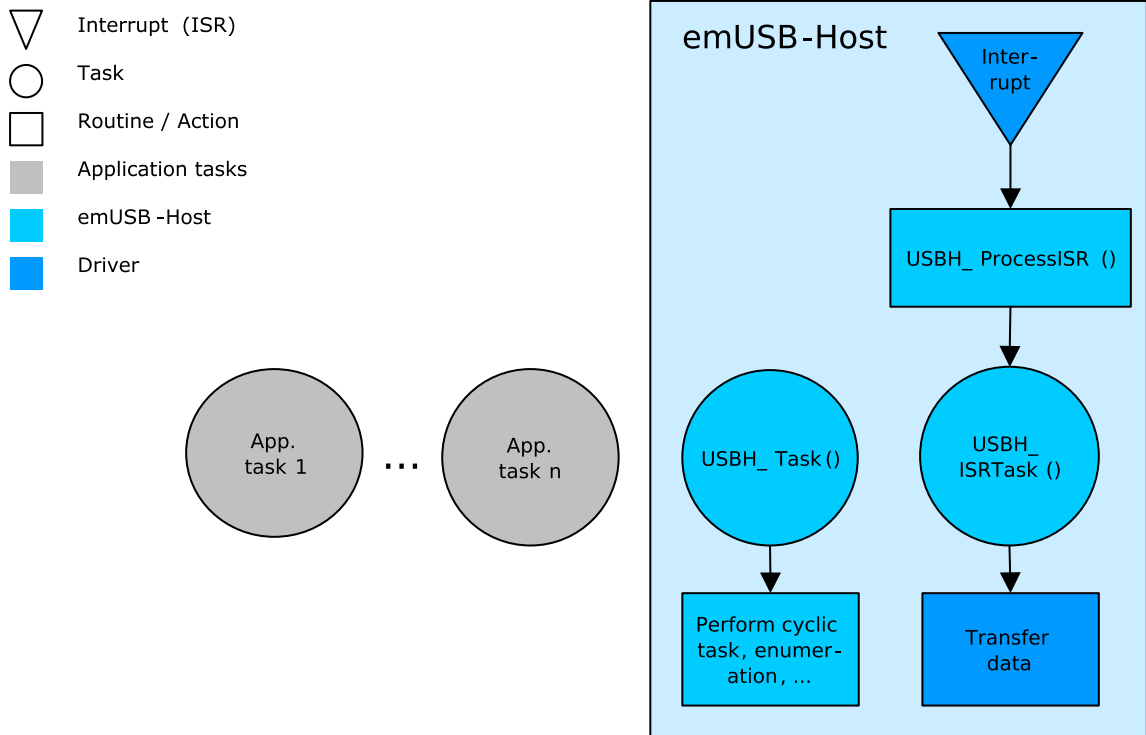 Interrupt (ISR)
Task
Routine / Action
Application tasks
emUSB-Host
Driver
emUSB-Host
Inter-
rupt
USBH_ ProcessISR ()
App.
task 1
...
App.
task n
USBH_ Task()
USBH_
ISRTask ()
Perform cyclic
task, enumer-
ation, ...
Transfer
data